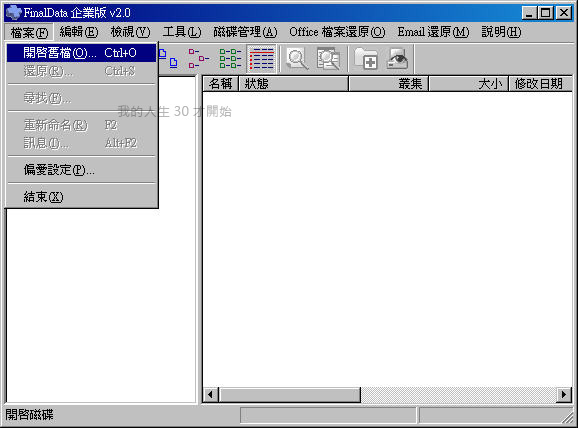 FinalData 企業版 v2.0
檔案(F) 編輯(E) 檢視(V) 工具(L) 磁碟管理(A) Office 檔案還原(O) Email 還原(M) 說明(H)
開啓舊檔(O)... Ctrl+O
還原(R)... Ctrl+S
尋找(F)...
重新命名(R) F2
訊息(I)... Alt+F2
偏愛設定(P)...
結束(X)
名稱 狀態 叢集 大小 修改日期
我的人生 30 才開始
開啓磁碟